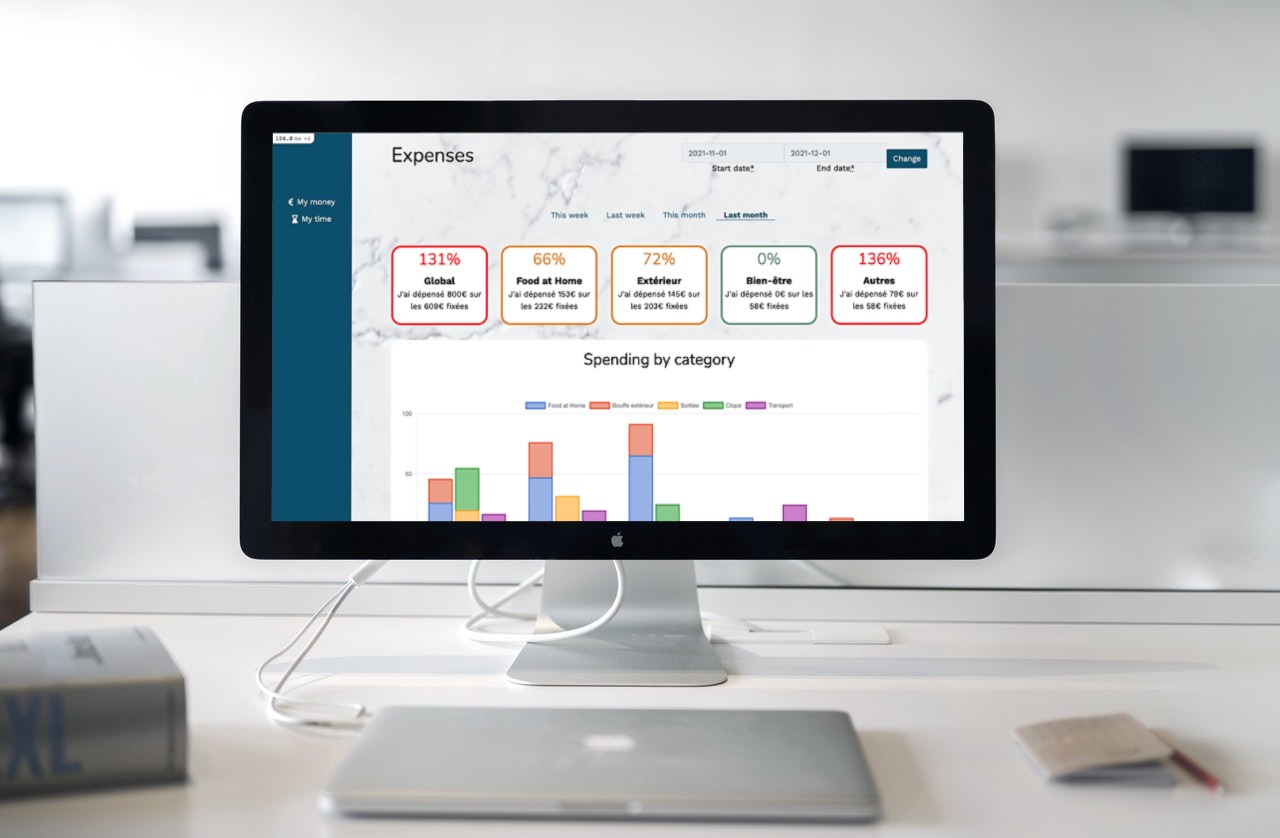 104.8 ms ×2
Expenses
2021-11-01
2021-12-01
Change
Start date*
End date*
€ My money
My time
This week
Last week
This month
Last month
131%
Global
J'ai dépensé 800€ sur
les 609€ fixées
66%
Food at Home
J'ai dépensé 153€ sur
les 232€ fixées
72%
Extérieur
J'ai dépensé 145€ sur
les 203€ fixées
0%
Bien-être
J'ai dépensé 0€ sur les
58€ fixées
136%
Autres
J'ai dépensé 79€ sur
les 58€ fixées
Spending by category
Food at Home
Bouffe extérieur
Sorties
Clope
Transport
100
50
XL